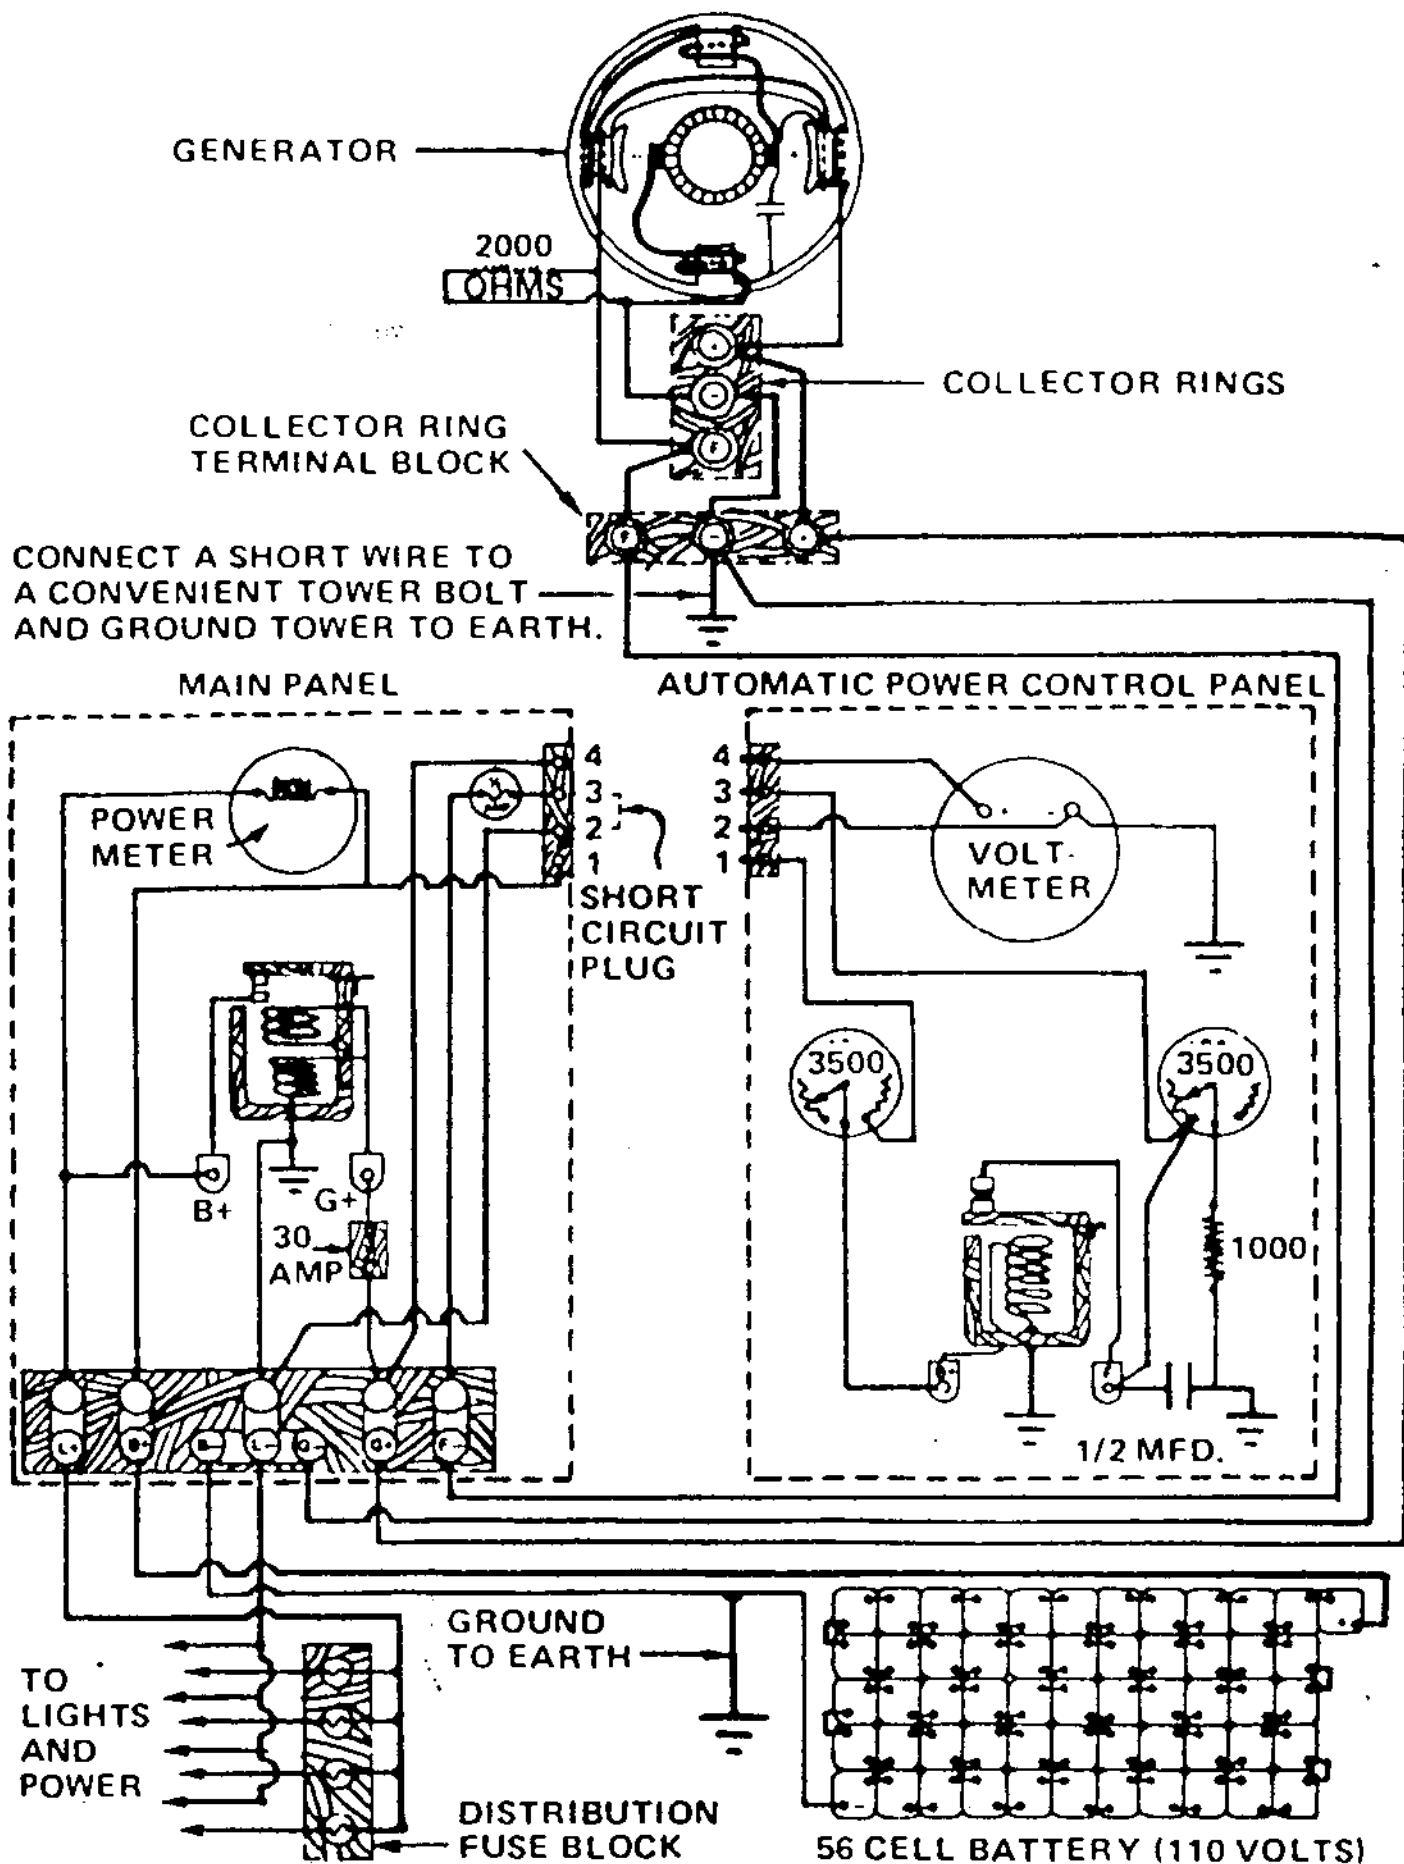 GENERATOR
2000
OHMS
COLLECTOR RINGS
COLLECTOR RING
TERMINAL BLOCK
CONNECT A SHORT WIRE TO
A CONVENIENT TOWER BOLT
AND GROUND TOWER TO EARTH.
MAIN PANEL
AUTOMATIC POWER CONTROL PANEL
POWER
METER
4
3
2
1
SHORT
CIRCUIT
PLUG
4
3
2
1
VOLT-
METER
3500
3500
B+
G+
30
AMP
1000
1/2 MFD.
L+
B+
B-
L-
G-
G+
F-
TO
LIGHTS
AND
POWER
GROUND
TO EARTH
DISTRIBUTION
FUSE BLOCK
56 CELL BATTERY (110 VOLTS)